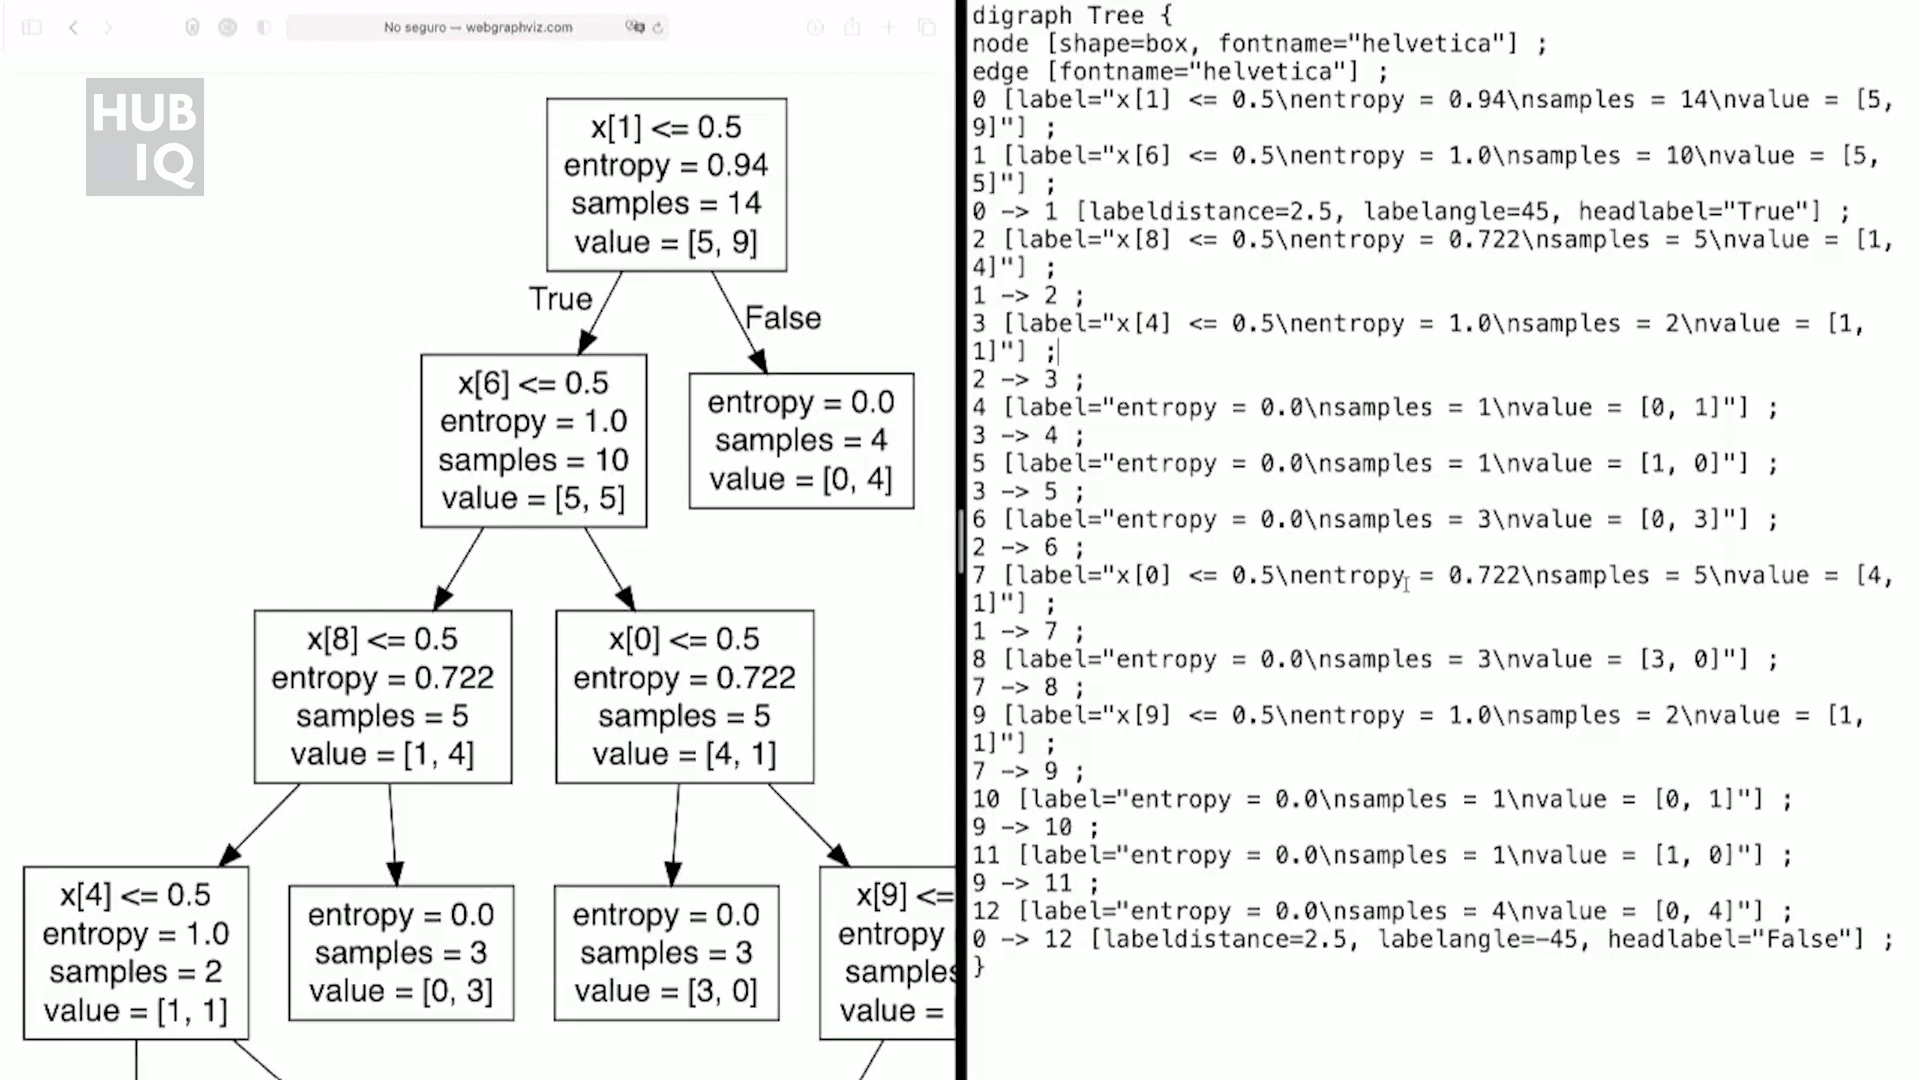 No seguro — webgraphviz.com
HUB
IQ
x[1] <= 0.5
entropy = 0.94
samples = 14
value = [5, 9]
True
False
x[6] <= 0.5
entropy = 1.0
samples = 10
value = [5, 5]
entropy = 0.0
samples = 4
value = [0, 4]
x[8] <= 0.5
entropy = 0.722
samples = 5
value = [1, 4]
x[0] <= 0.5
entropy = 0.722
samples = 5
value = [4, 1]
x[4] <= 0.5
entropy = 1.0
samples = 2
value = [1, 1]
entropy = 0.0
samples = 3
value = [0, 3]
entropy = 0.0
samples = 3
value = [3, 0]
x[9] <=
entropy
samples
value =
digraph Tree {
node [shape=box, fontname="helvetica"] ;
edge [fontname="helvetica"] ;
0 [label="x[1] <= 0.5\nentropy = 0.94\nsamples = 14\nvalue = [5,
9]"] ;
1 [label="x[6] <= 0.5\nentropy = 1.0\nsamples = 10\nvalue = [5,
5]"] ;
0 -> 1 [labeldistance=2.5, labelangle=45, headlabel="True"] ;
2 [label="x[8] <= 0.5\nentropy = 0.722\nsamples = 5\nvalue = [1,
4]"] ;
1 -> 2 ;
3 [label="x[4] <= 0.5\nentropy = 1.0\nsamples = 2\nvalue = [1,
1]"] ;
2 -> 3 ;
4 [label="entropy = 0.0\nsamples = 1\nvalue = [0, 1]"] ;
3 -> 4 ;
5 [label="entropy = 0.0\nsamples = 1\nvalue = [1, 0]"] ;
3 -> 5 ;
6 [label="entropy = 0.0\nsamples = 3\nvalue = [0, 3]"] ;
2 -> 6 ;
7 [label="x[0] <= 0.5\nentropy = 0.722\nsamples = 5\nvalue = [4,
1]"] ;
1 -> 7 ;
8 [label="entropy = 0.0\nsamples = 3\nvalue = [3, 0]"] ;
7 -> 8 ;
9 [label="x[9] <= 0.5\nentropy = 1.0\nsamples = 2\nvalue = [1,
1]"] ;
7 -> 9 ;
10 [label="entropy = 0.0\nsamples = 1\nvalue = [0, 1]"] ;
9 -> 10 ;
11 [label="entropy = 0.0\nsamples = 1\nvalue = [1, 0]"] ;
9 -> 11 ;
12 [label="entropy = 0.0\nsamples = 4\nvalue = [0, 4]"] ;
0 -> 12 [labeldistance=2.5, labelangle=-45, headlabel="False"] ;
}